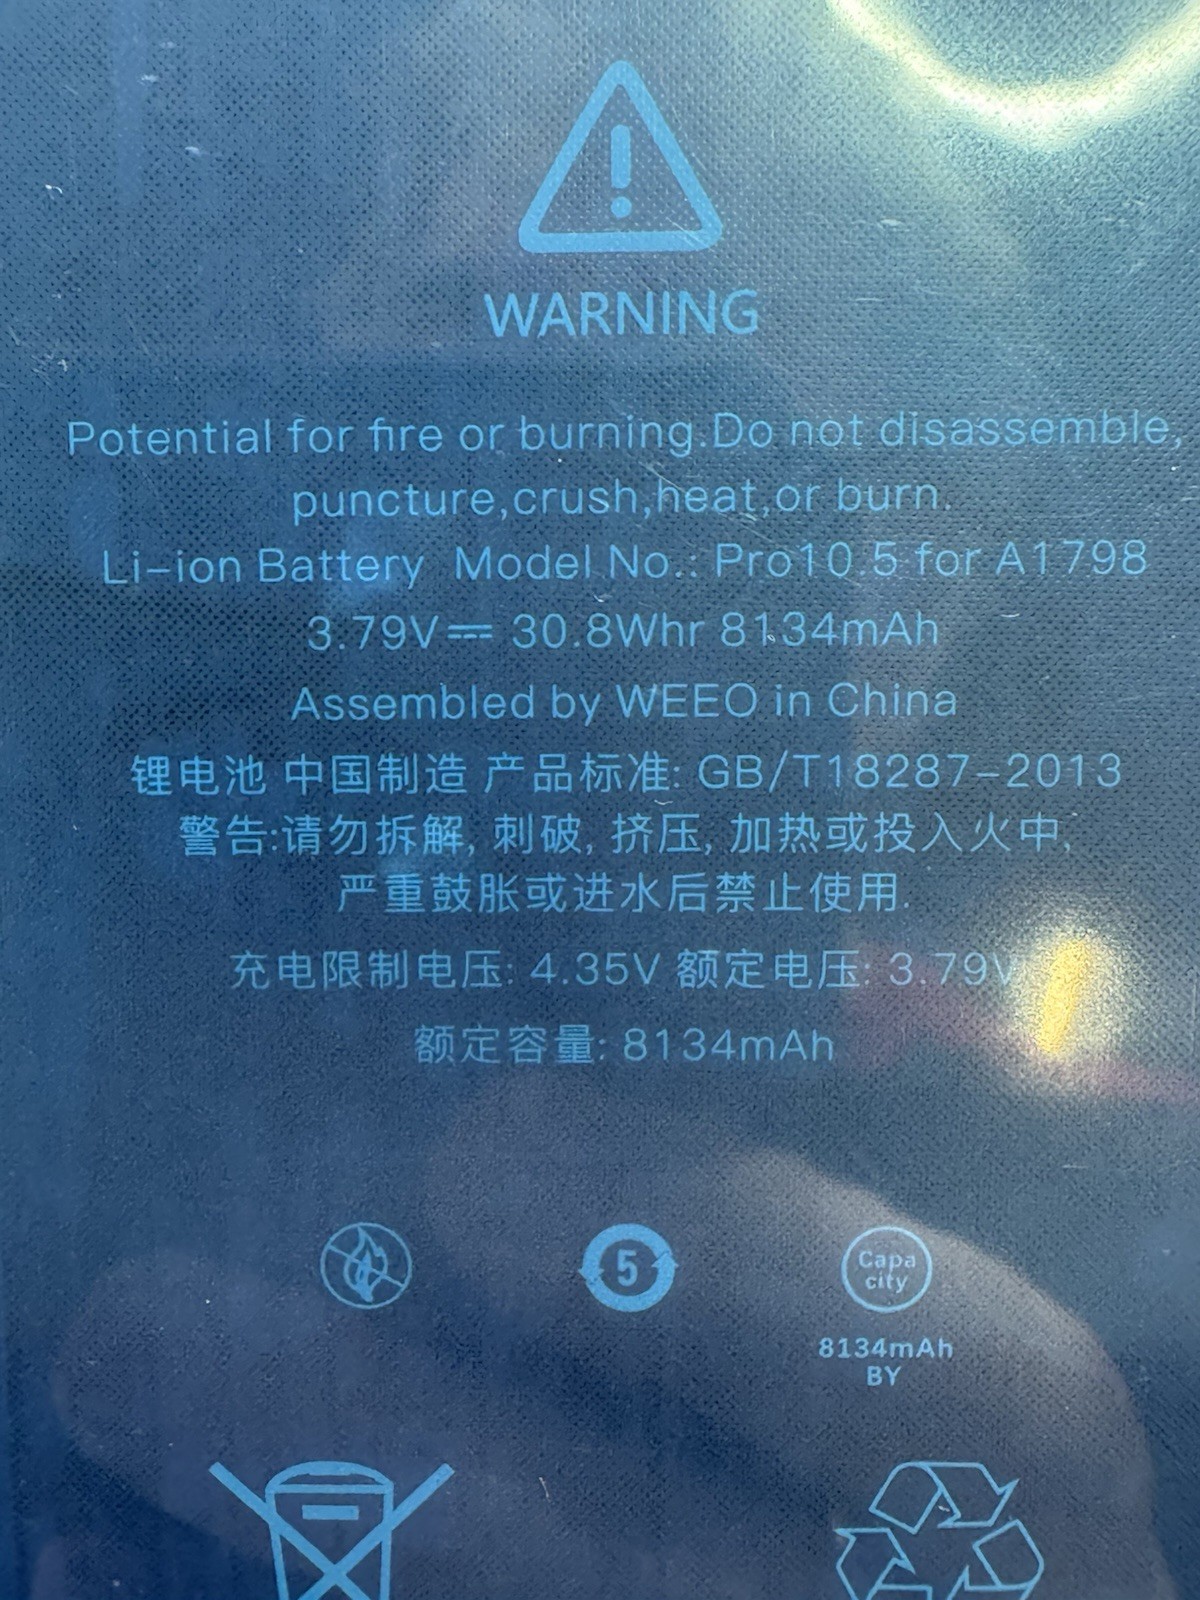 WARNING
Potential for fire or burning.Do not disassemble,
puncture,crush,heat,or burn.
Li-ion Battery Model No.: Pro10.5 for A1798
3.79V⎓ 30.8Whr 8134mAh
Assembled by WEEO in China
锂电池 中国制造 产品标准: GB/T18287-2013
警告:请勿拆解, 刺破, 挤压, 加热或投入火中,
严重鼓胀或进水后禁止使用.
充电限制电压: 4.35V 额定电压: 3.79V
额定容量: 8134mAh
5
Capa
city
8134mAh
BY